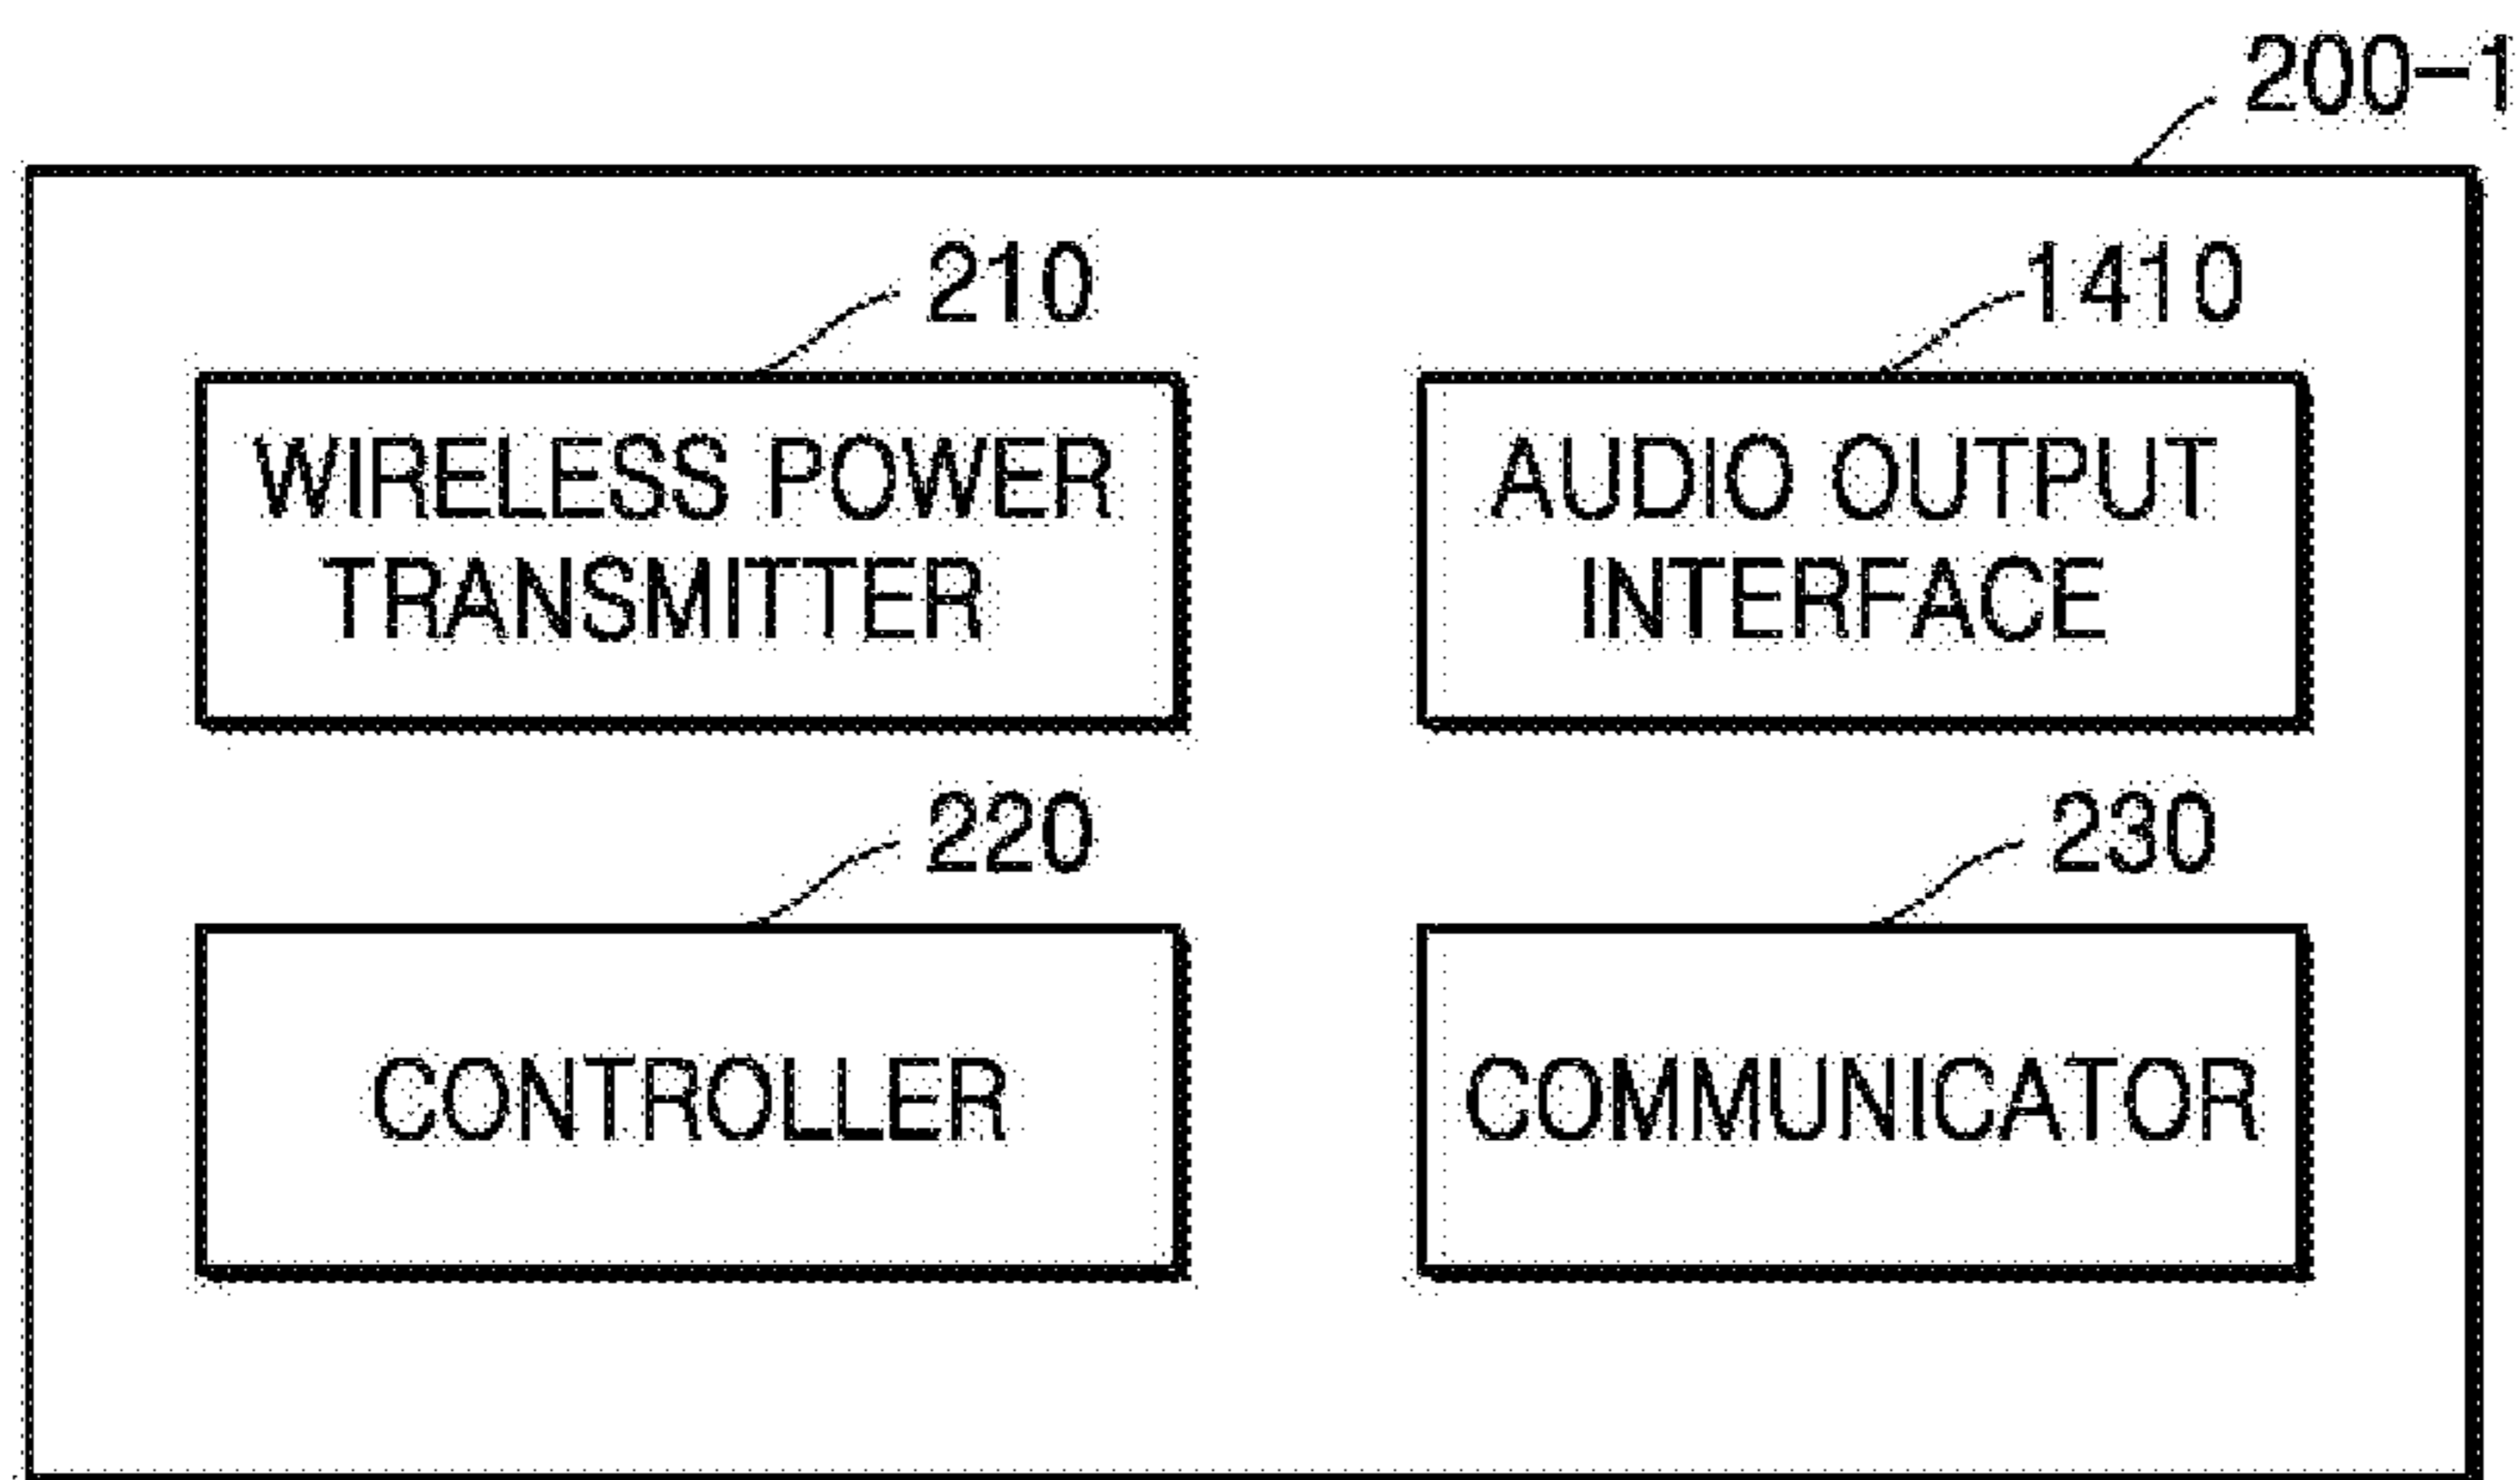 200-1
210
1410
WIRELESS POWER
TRANSMITTER
AUDIO OUTPUT
INTERFACE
220
230
CONTROLLER
COMMUNICATOR